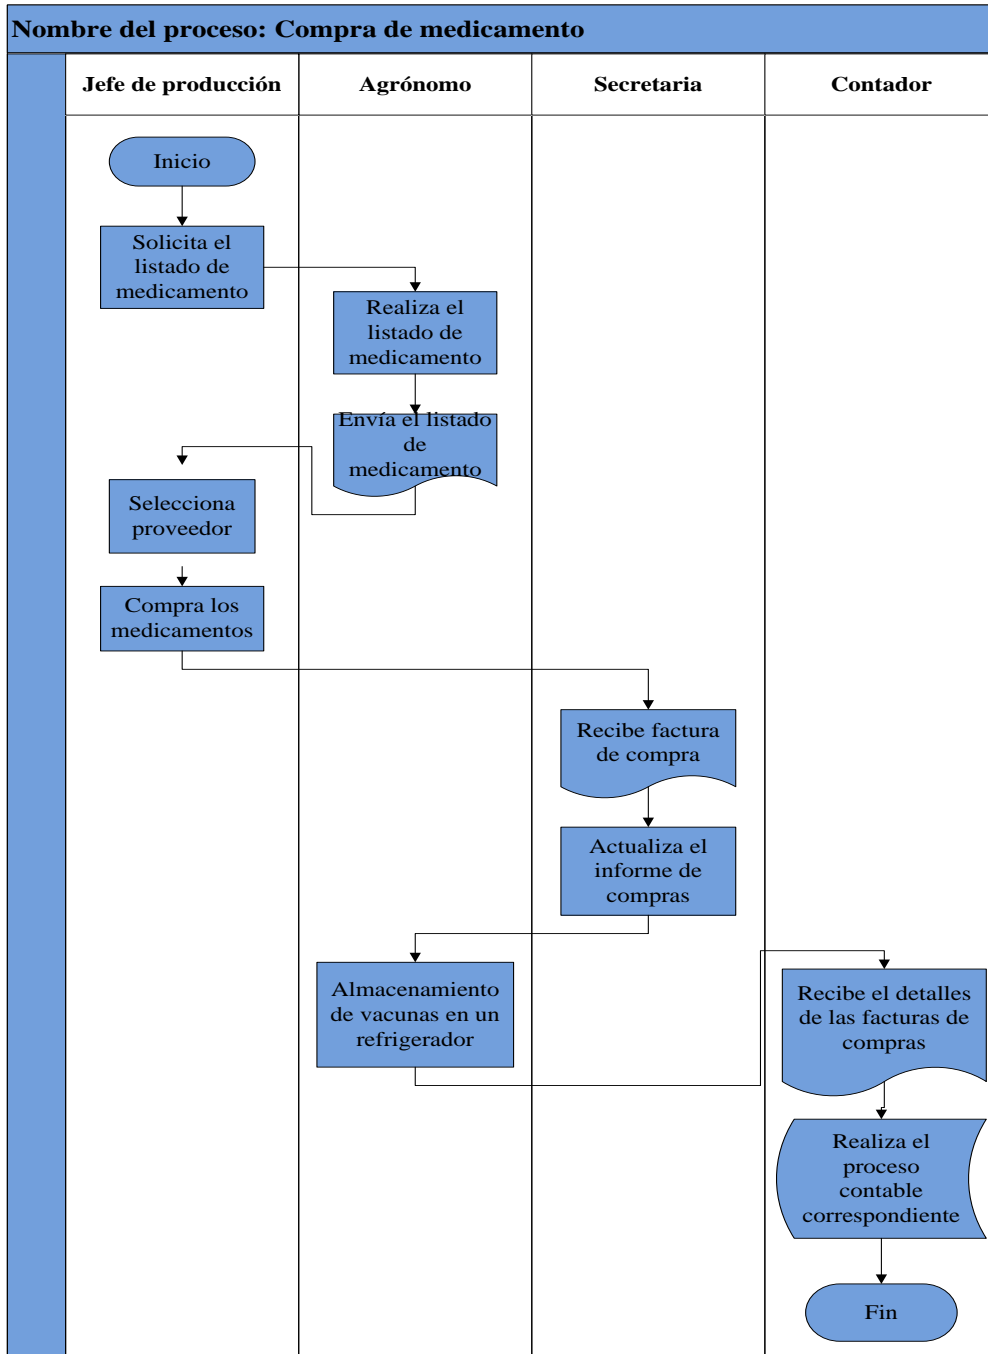 Nombre del proceso: Compra de medicamento
Jefe de producción
Agrónomo
Secretaria
Contador
Inicio
Solicita el
listado de
medicamento
Realiza el
listado de
medicamento
Envía el listado
de
medicamento
Selecciona
proveedor
Compra los
medicamentos
Recibe factura
de compra
Actualiza el
informe de
compras
Almacenamiento
de vacunas en un
refrigerador
Recibe el detalles
de las facturas de
compras
Realiza el
proceso
contable
correspondiente
Fin